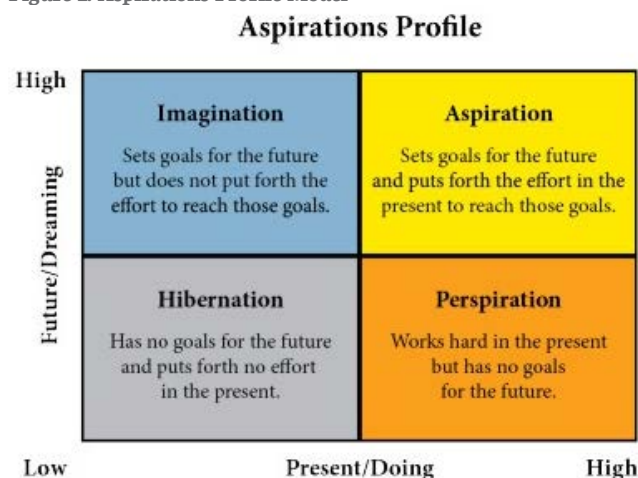 Aspirations Profile
High
Imagination
Sets goals for the future
but does not put forth the
effort to reach those goals.
Aspiration
Sets goals for the future
and puts forth the effort in the
present to reach those goals.
Future/Dreaming
Hibernation
Has no goals for the future
and puts forth no effort
in the present.
Perspiration
Works hard in the present
but has no goals
for the future.
Low
Present/Doing
High